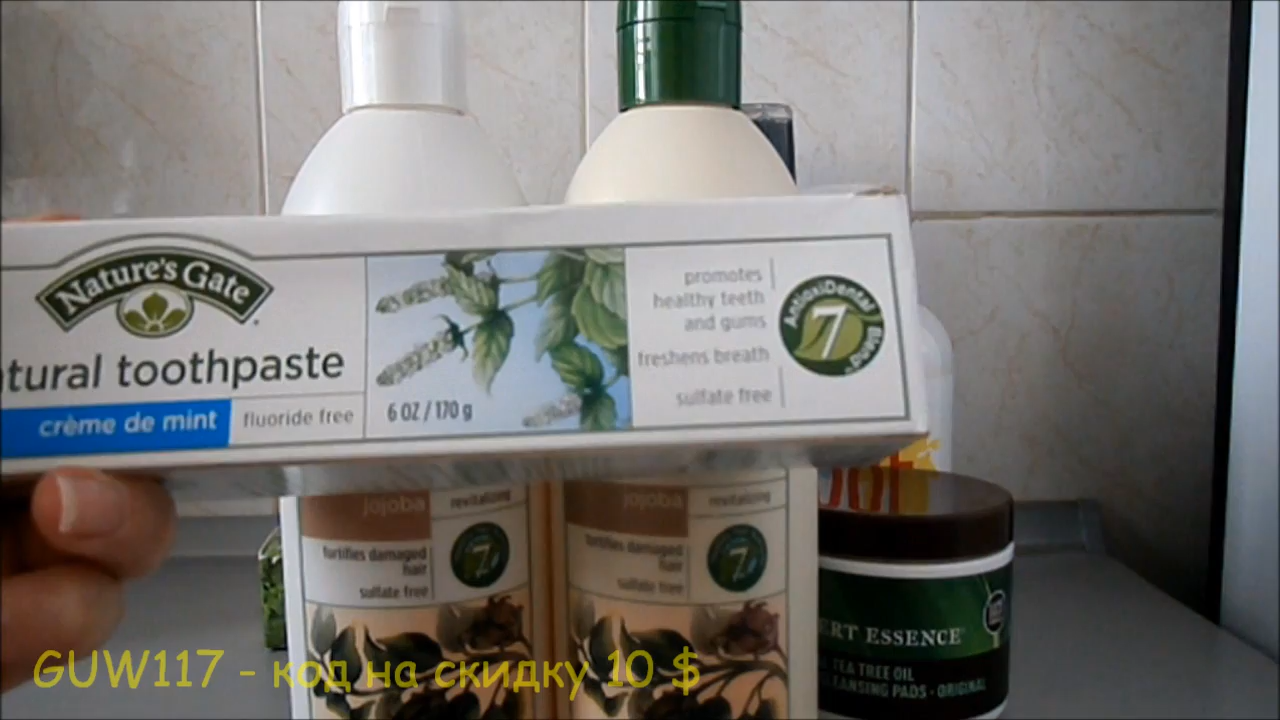 Nature's Gate
tural toothpaste
crème de mint
fluoride free
6 OZ / 170 g
promotes
healthy teeth
and gums
freshens breath
sulfate free
AntioxiDental Blend
7
jojoba
revitalizing
fortifies damaged
hair
sulfate free
7
jojoba
revitalizing
fortifies damaged
hair
sulfate free
7
ERT ESSENCE
TEA TREE OIL
EANSING PADS · ORIGINAL
GUW117 - код на скидку 10 $